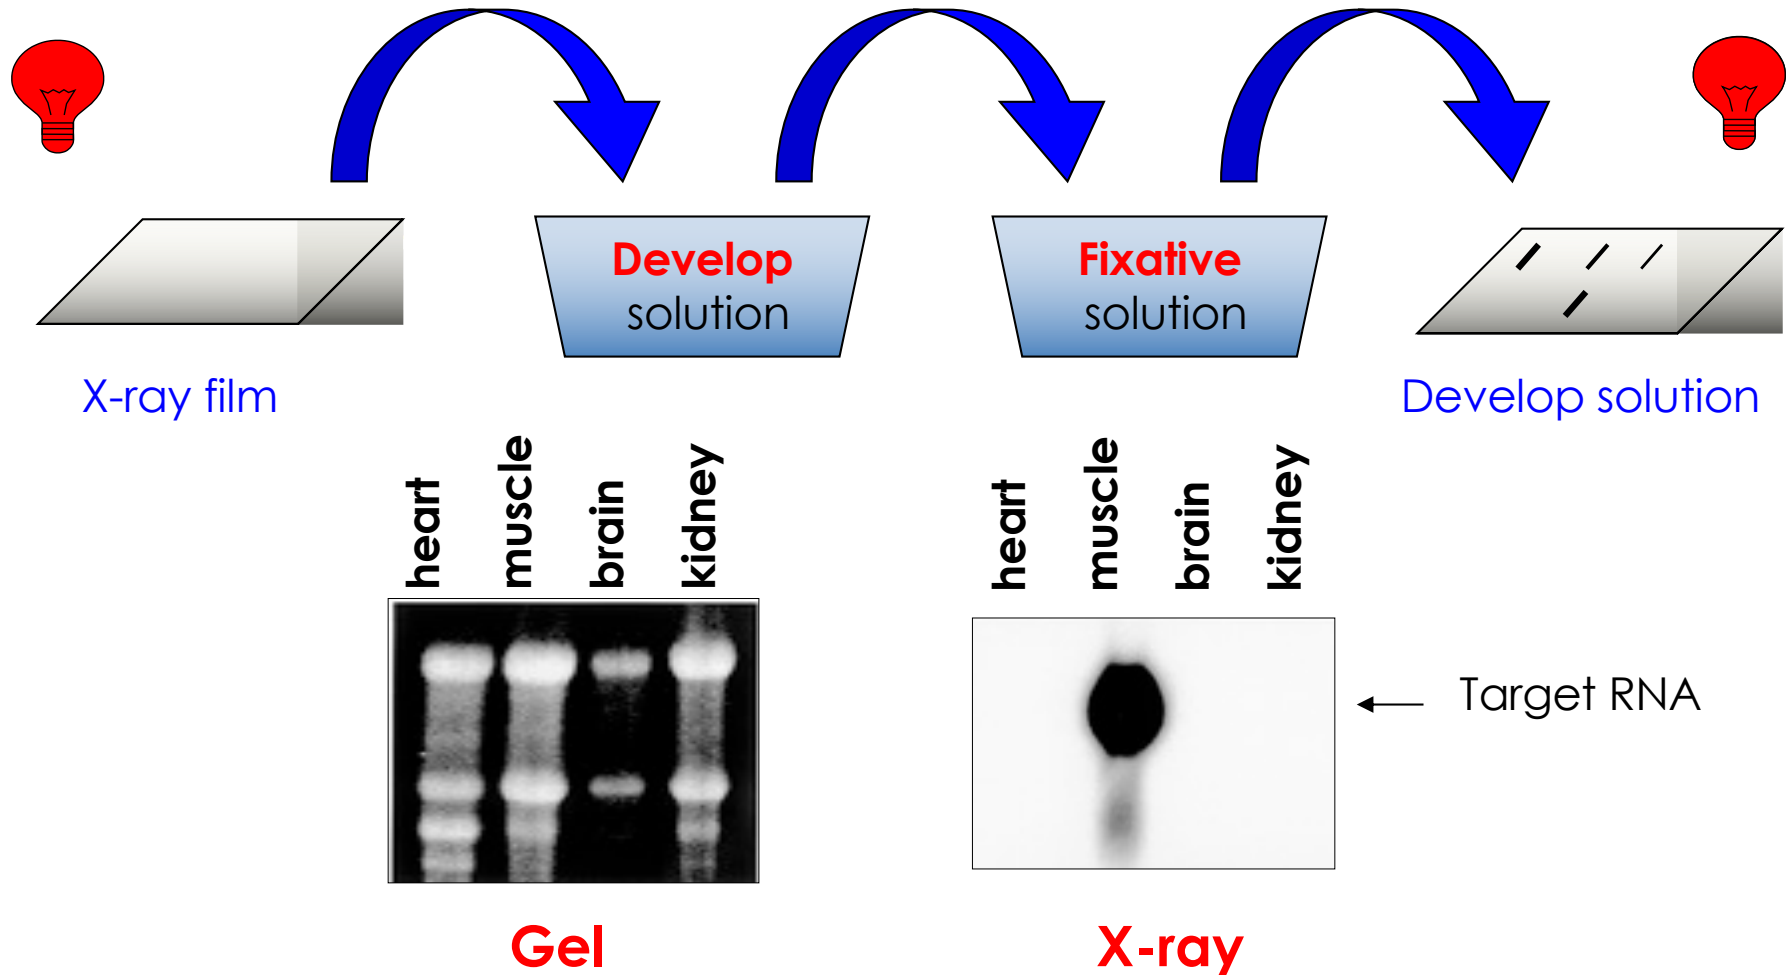 Develop
solution
Fixative
solution
X-ray film
Develop solution
heart
muscle
brain
kidney
heart
muscle
brain
kidney
Target RNA
Gel
X-ray